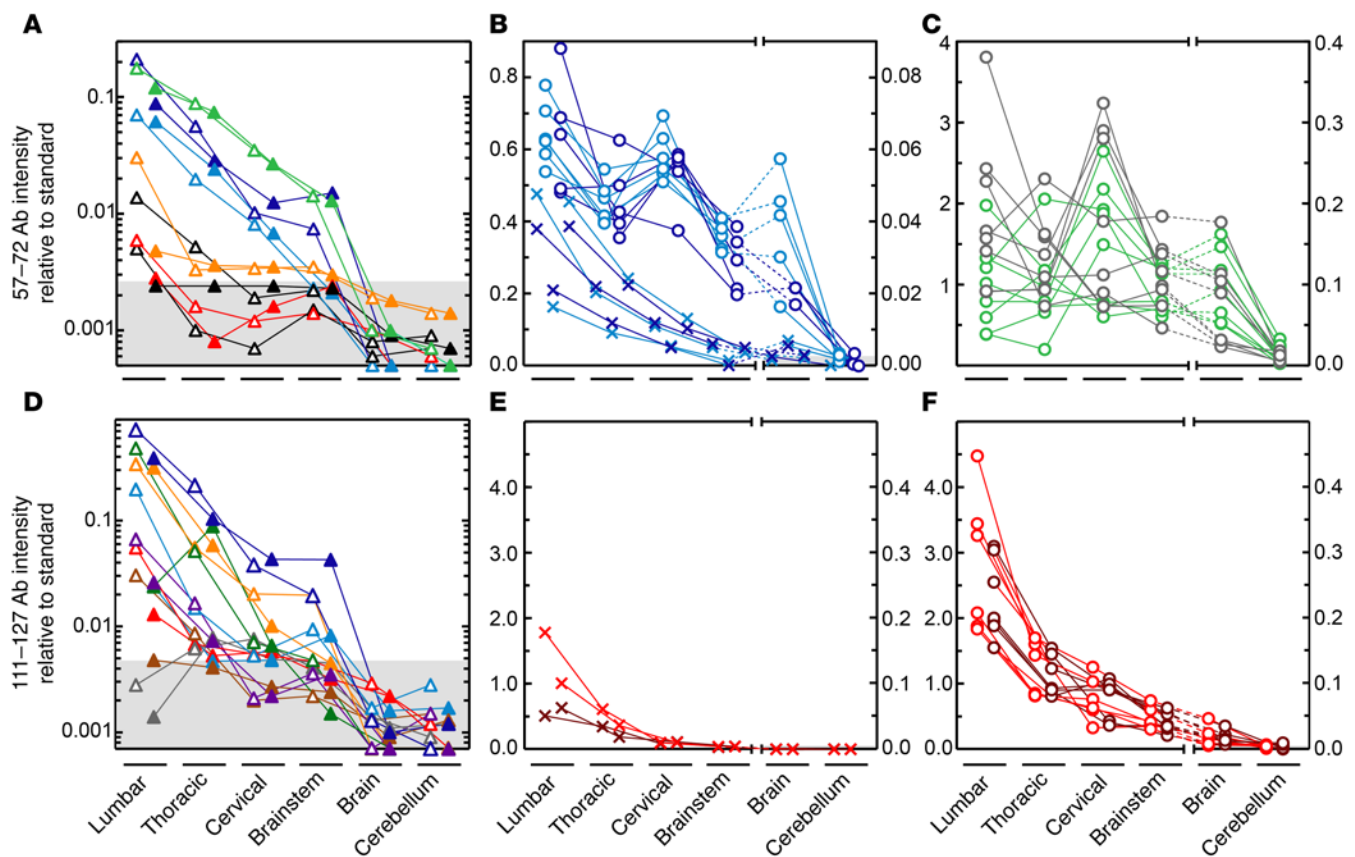 A
B
C
57–72 Ab intensity
relative to standard
0.1
0.01
0.001
0.8
0.6
0.4
0.2
0.0
0.08
0.06
0.04
0.02
0.00
4
3
2
1
0.4
0.3
0.2
0.1
0.0
D
E
F
111–127 Ab intensity
relative to standard
0.1
0.01
0.001
4.0
3.0
2.0
1.0
0.0
0.4
0.3
0.2
0.1
0.0
4.0
3.0
2.0
1.0
0.0
0.4
0.3
0.2
0.1
0.0
Lumbar
Thoracic
Cervical
Brainstem
Brain
Cerebellum
Lumbar
Thoracic
Cervical
Brainstem
Brain
Cerebellum
Lumbar
Thoracic
Cervical
Brainstem
Brain
Cerebellum